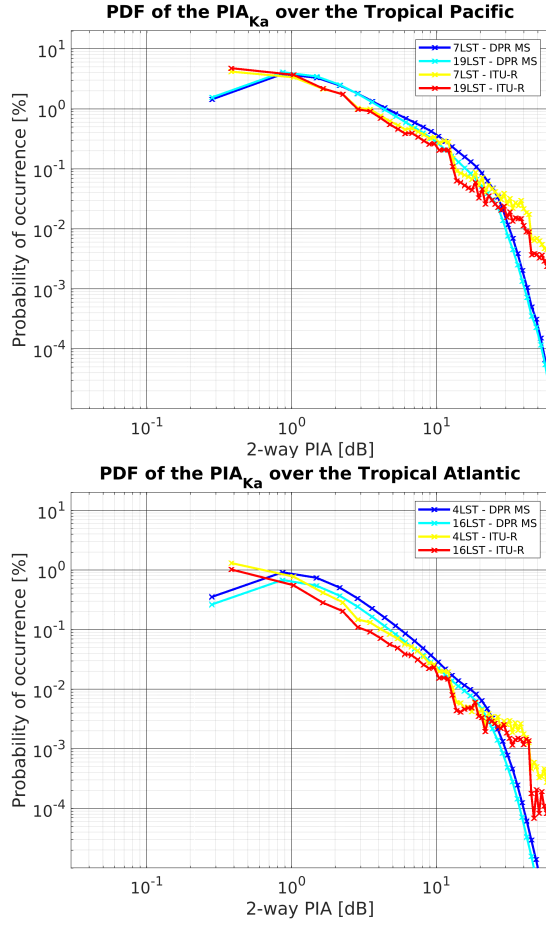 PDF of the PIA_Ka over the Tropical Pacific
7LST - DPR MS
19LST - DPR MS
7LST - ITU-R
19LST - ITU-R
Probability of occurrence [%]
10^1
10^0
10^-1
10^-2
10^-3
10^-4
10^-1
10^0
10^1
2-way PIA [dB]
PDF of the PIA_Ka over the Tropical Atlantic
4LST - DPR MS
16LST - DPR MS
4LST - ITU-R
16LST - ITU-R
Probability of occurrence [%]
10^1
10^0
10^-1
10^-2
10^-3
10^-4
10^-1
10^0
10^1
2-way PIA [dB]